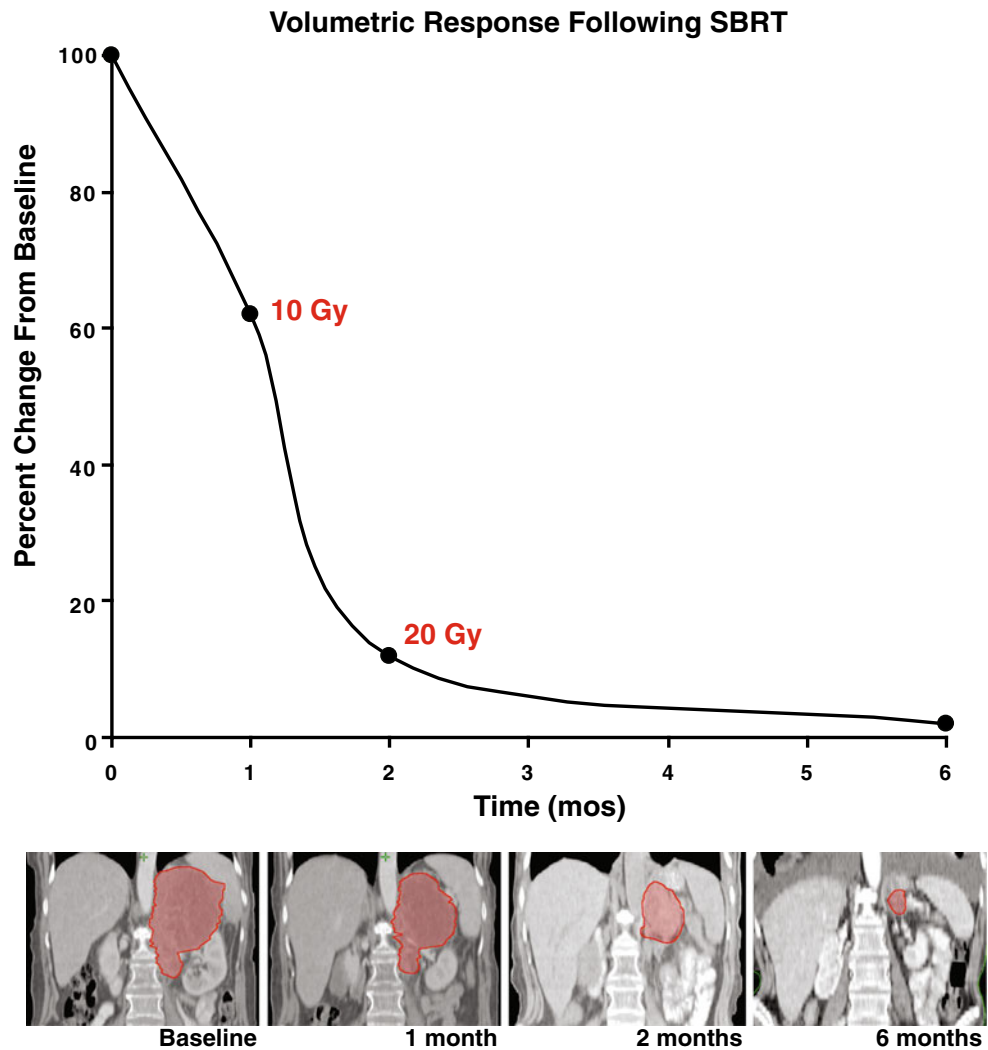 Volumetric Response Following SBRT
Percent Change From Baseline
100
80
60
40
20
0
10 Gy
20 Gy
0 1 2 3 4 5 6
Time (mos)
Baseline 1 month 2 months 6 months